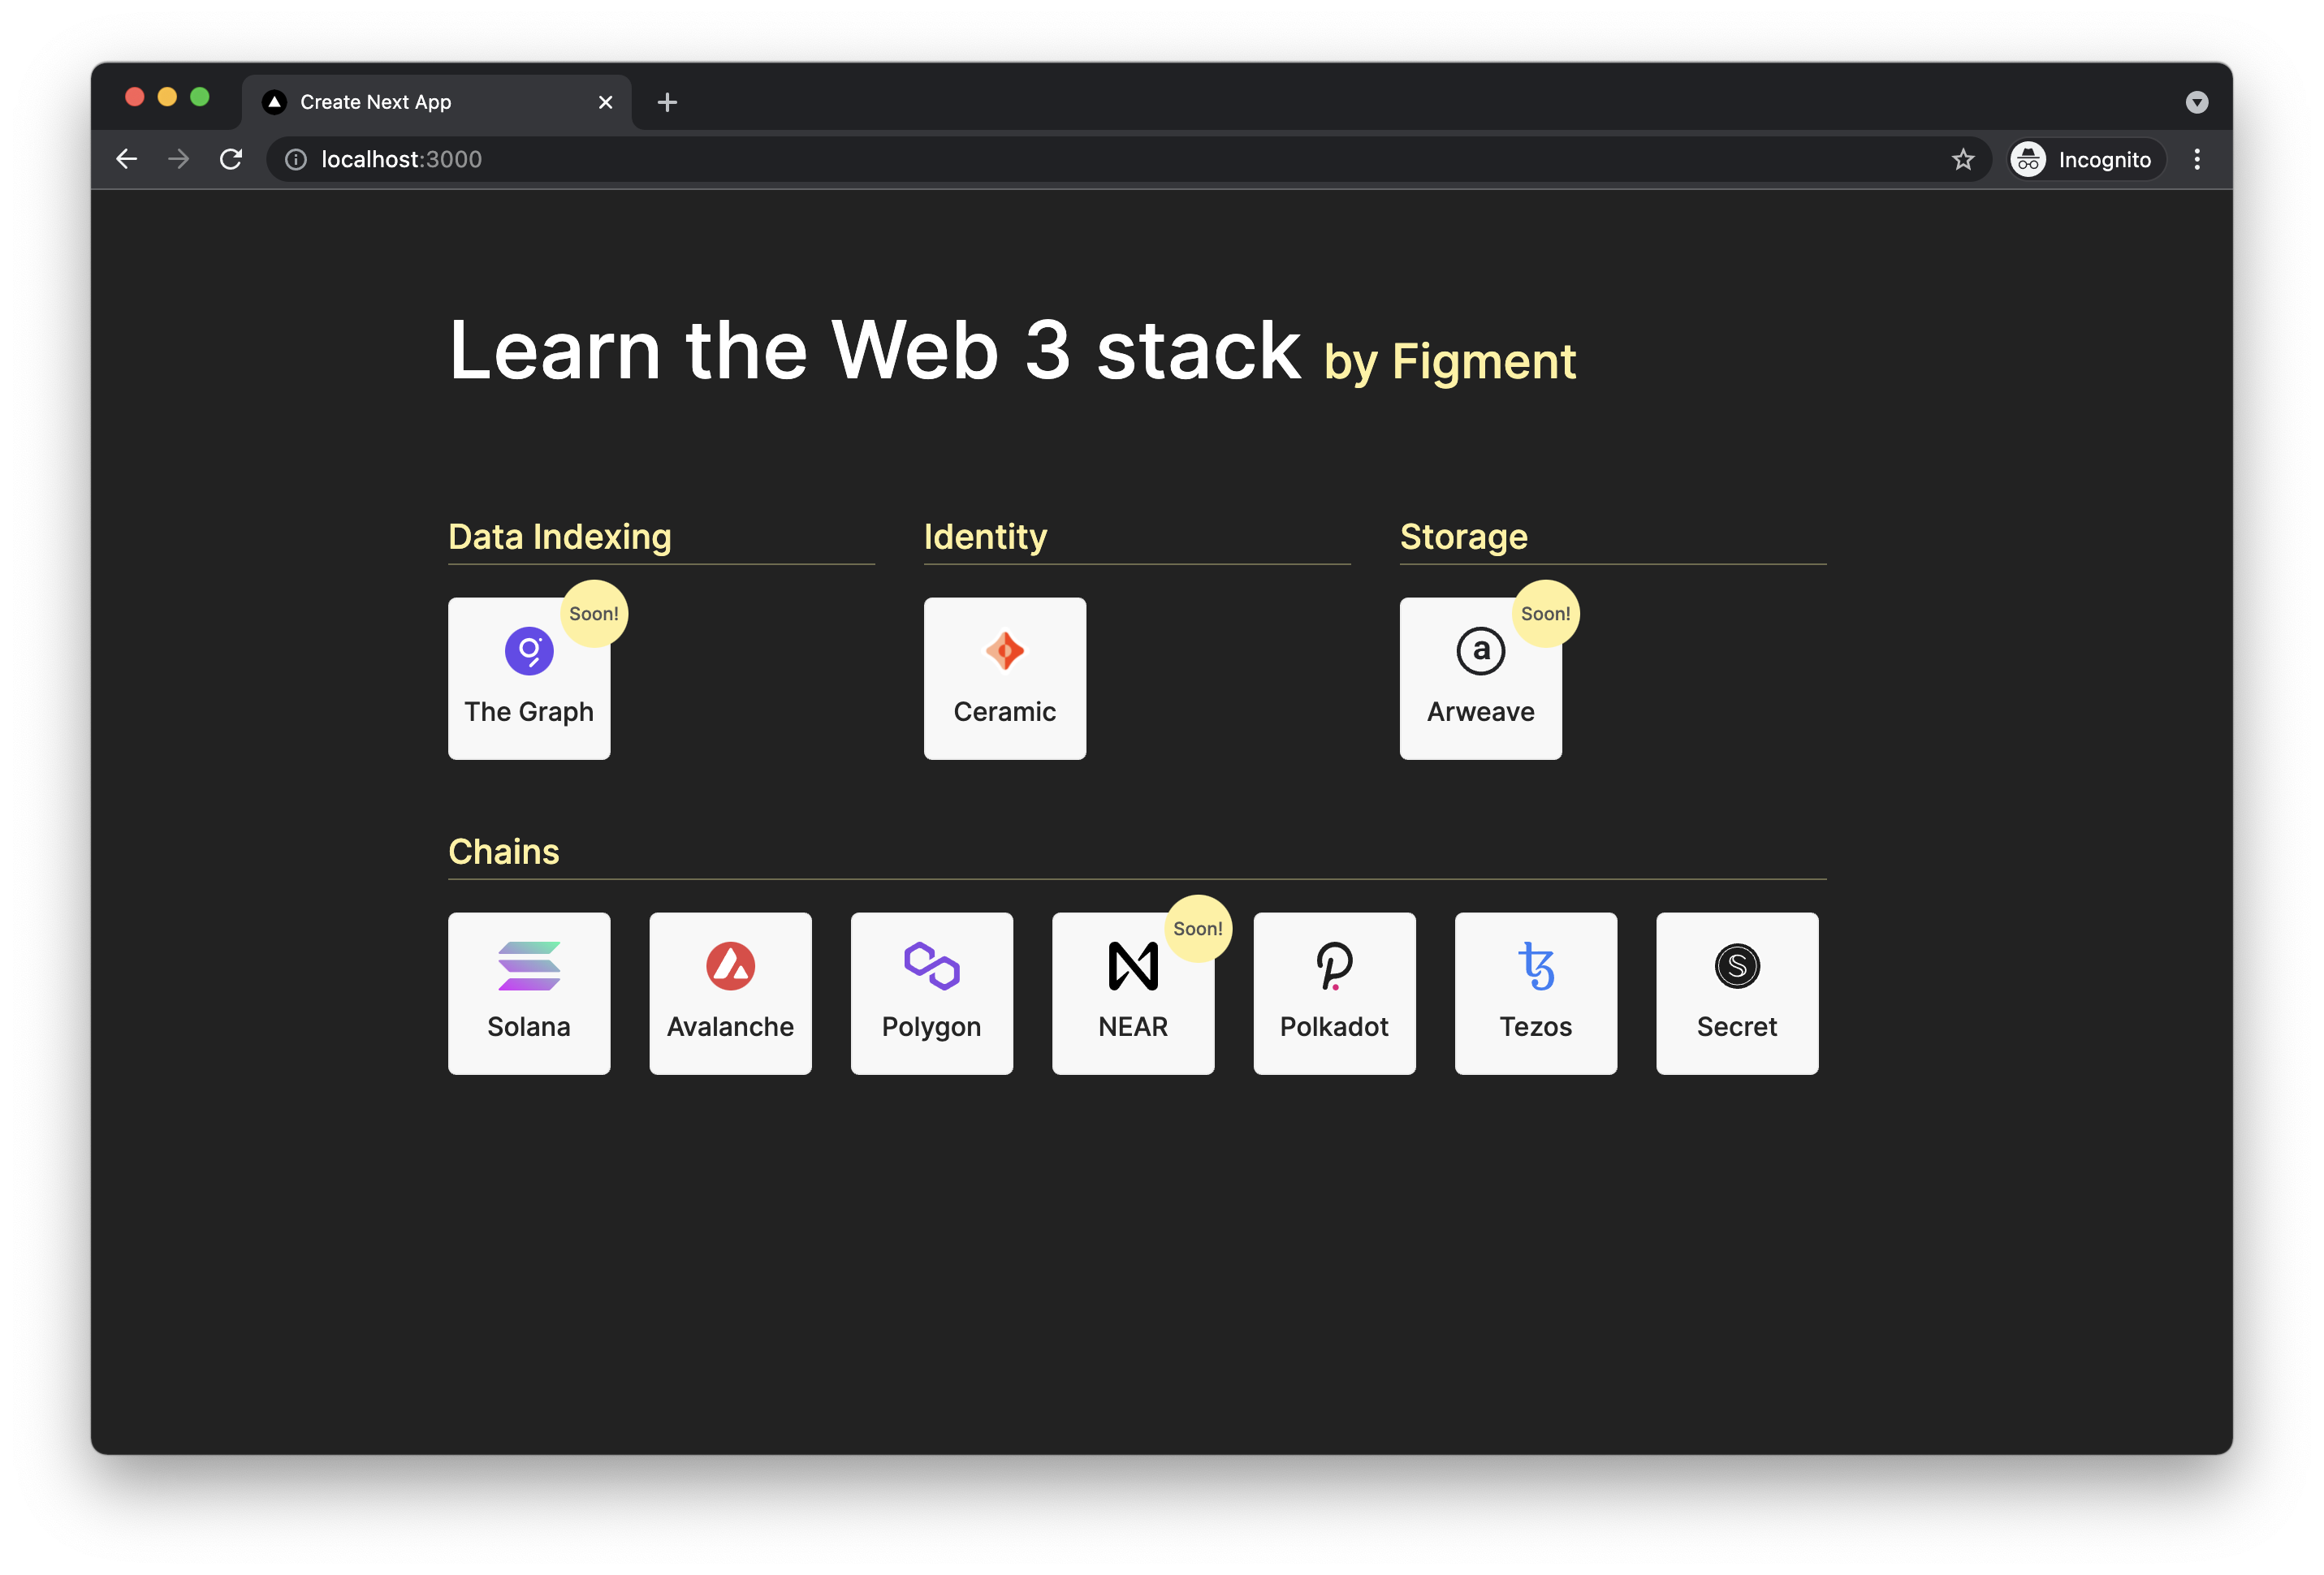 Create Next App
localhost:3000
Incognito
Learn the Web 3 stack by Figment
Data Indexing
Soon!
The Graph
Identity
Ceramic
Storage
Soon!
a
Arweave
Chains
Solana
Avalanche
Polygon
Soon!
NEAR
Polkadot
Tezos
S
Secret